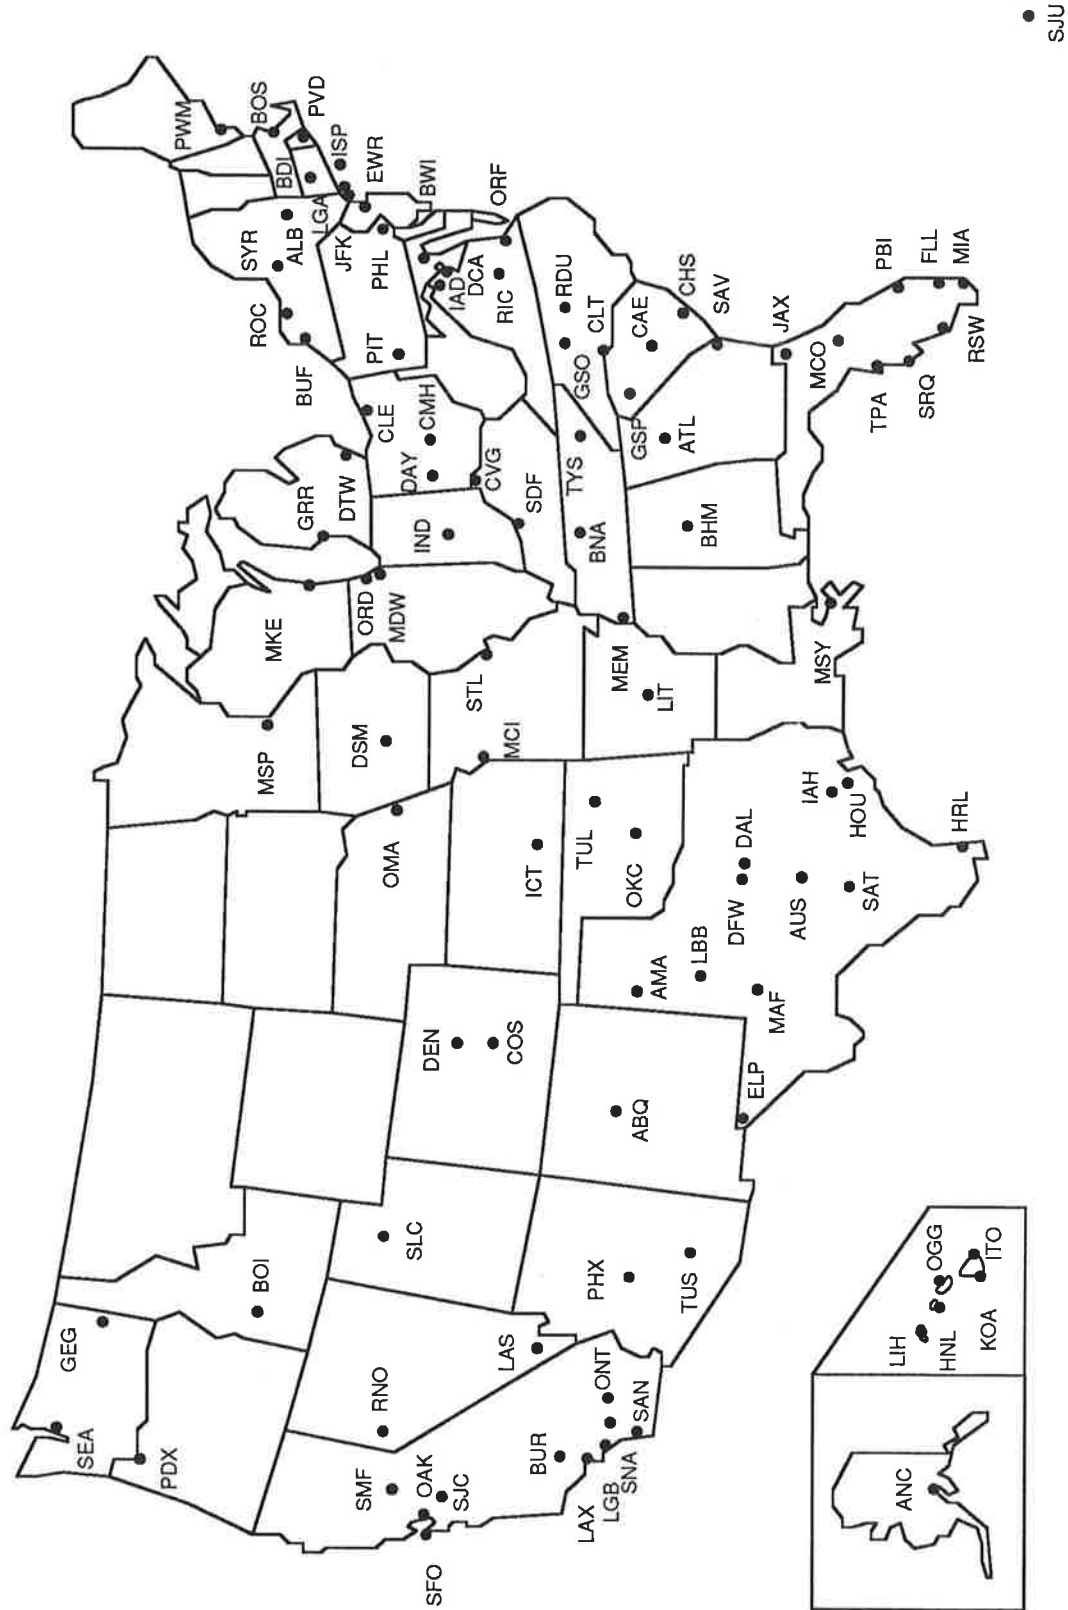 SEA
GEG
PDX
BOI
SMF
OAK
SJC
SFO
RNO
LAS
BUR
LAX
LGB
SNA
ONT
SAN
SLC
PHX
TUS
DEN
COS
ABQ
ELP
AMA
LBB
MAF
DFW
DAL
AUS
SAT
IAH
HOU
HRL
OMA
ICT
TUL
OKC
MSP
DSM
MCI
STL
LIT
MEM
MSY
MKE
ORD
MDW
GRR
DTW
IND
SDF
CVG
DAY
CMH
CLE
BNA
TYS
BHM
ATL
GSP
BUF
ROC
SYR
ALB
PIT
PHL
JFK
LGA
BDI
PWM
BOS
PVD
ISP
EWR
BWI
IAD
DCA
RIC
ORF
RDU
GSO
CLT
CAE
CHS
SAV
JAX
MCO
TPA
SRQ
RSW
PBI
FLL
MIA
SJU
ANC
LIH
HNL
OGG
KOA
ITO